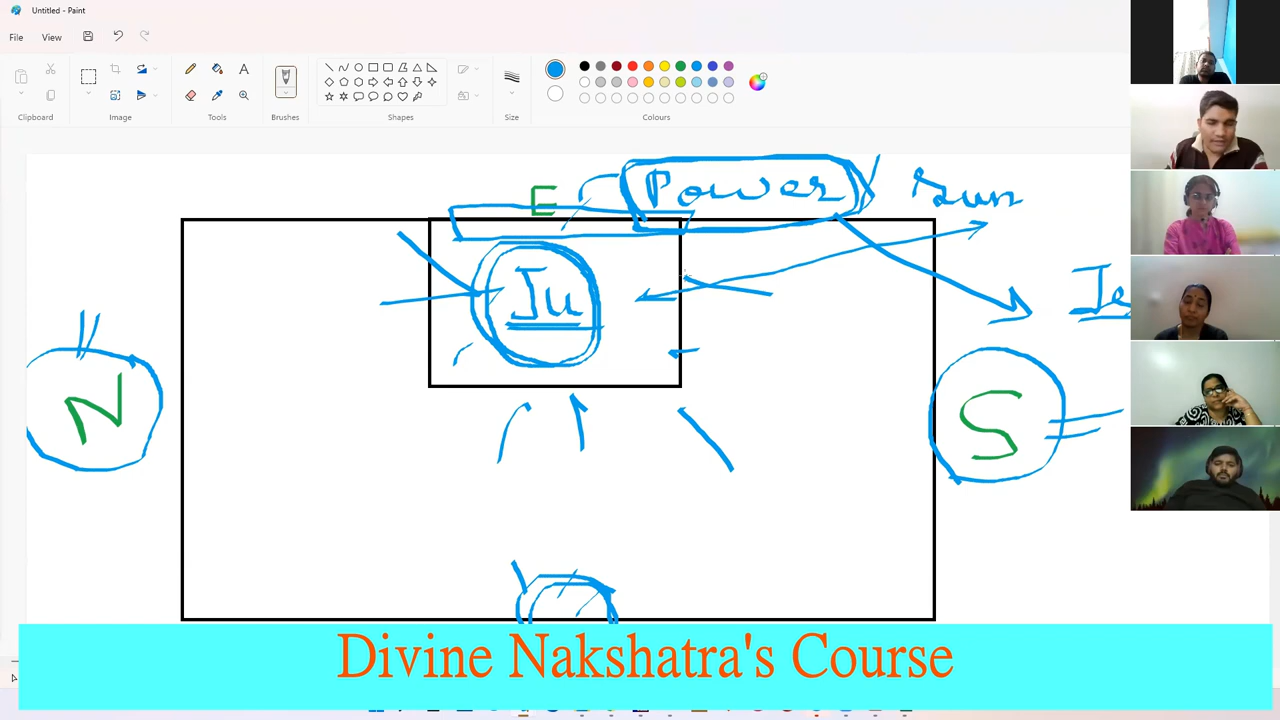 Untitled - Paint
File View
Clipboard Image Tools Brushes Shapes Size Colours
E Power Sun
Ju
N S
Divine Nakshatra's Course